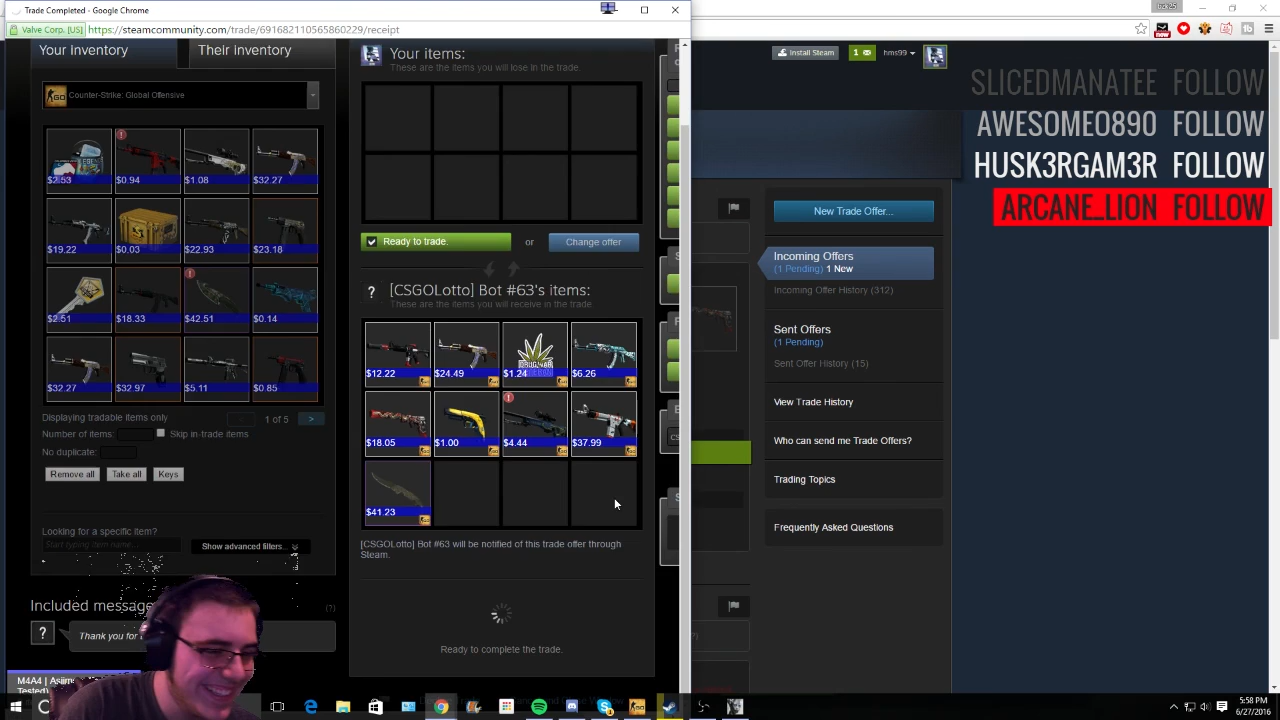 Trade Completed - Google Chrome
Valve Corp. [US] https://steamcommunity.com/trade/691682110565860229/receipt
Your Inventory
Their Inventory
Counter-Strike: Global Offensive
$2.53 $0.94 $1.08 $32.27
$19.22 $0.03 $22.93 $23.18
$2.51 $18.33 $42.51 $0.14
$32.27 $32.97 $5.11 $0.85
Displaying tradable items only
1 of 5 >
Number of items:
Skip in-trade items
No duplicate:
Remove all Take all Keys
Looking for a specific item?
Start typing item name...
Show advanced filters...
Included message
(?)
? Thank you for
M4A4 | Asiim
Tested)
Your items:
These are the items you will lose in the trade.
Ready to trade. or Change offer
? [CSGOLotto] Bot #63's items:
These are the items you will receive in the trade
$12.22 $24.49 $1.24 $6.26
$18.05 $1.00 $4.44 $37.99
$41.23
[CSGOLotto] Bot #63 will be notified of this trade offer through
Steam.
Ready to complete the trade.
Install Steam 1 hms99
New Trade Offer...
Incoming Offers
(1 Pending) 1 New
Incoming Offer History (312)
Sent Offers
(1 Pending)
Sent Offer History (15)
View Trade History
Who can send me Trade Offers?
Trading Topics
Frequently Asked Questions
SLICEDMANATEE FOLLOW
AWESOME0890 FOLLOW
HUSK3RGAM3R FOLLOW
ARCANE_LION FOLLOW
5:58 PM
6/27/2016